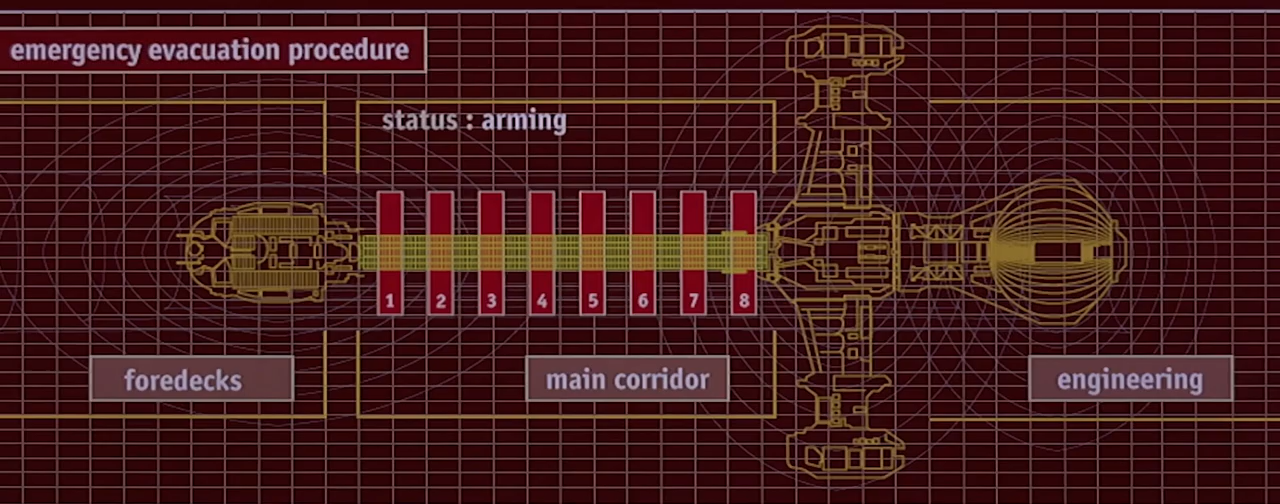 emergency evacuation procedure
status : arming
1 2 3 4 5 6 7 8
foredecks
main corridor
engineering